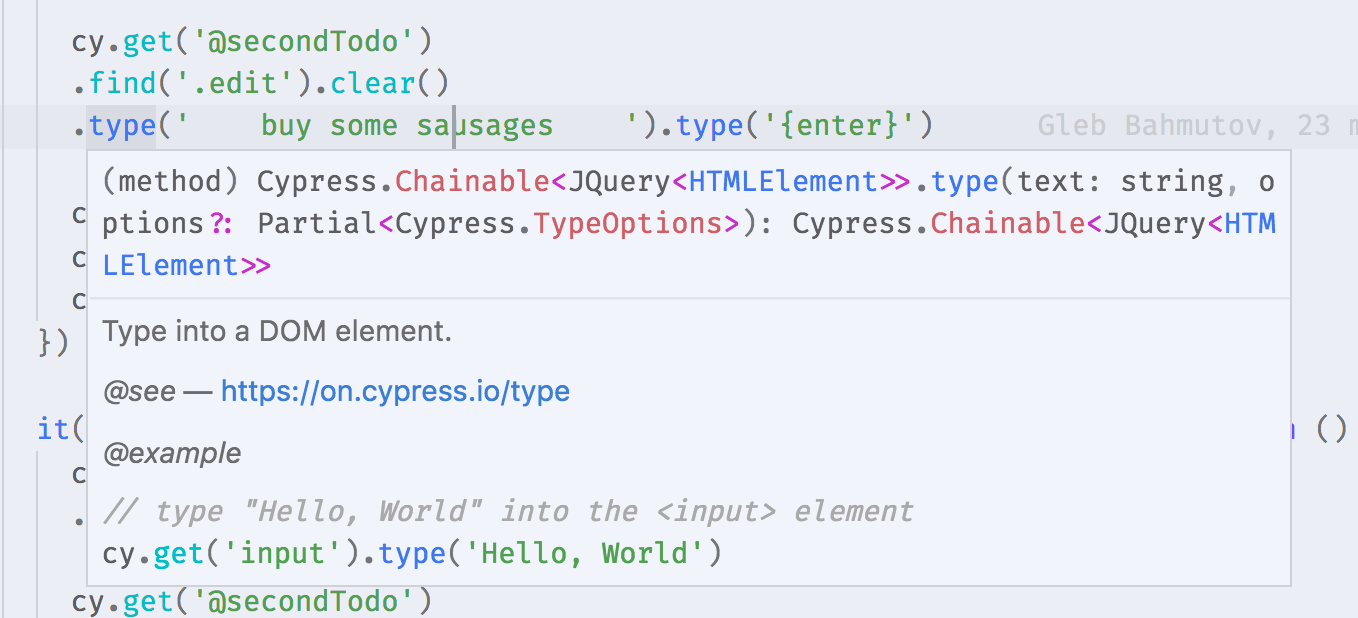 cy.get('@secondTodo')
.find('.edit').clear()
.type('    buy some sausages    ').type('{enter}')    Gleb Bahmutov, 23 m
(method) Cypress.Chainable<JQuery<HTMLElement>>.type(text: string, o
c ptions?: Partial<Cypress.TypeOptions>): Cypress.Chainable<JQuery<HTM
c LElement>>
c
})
Type into a DOM element.
@see — https://on.cypress.io/type
it( ()
@example
c
// type "Hello, World" into the <input> element
.
cy.get('input').type('Hello, World')
cy.get('@secondTodo')